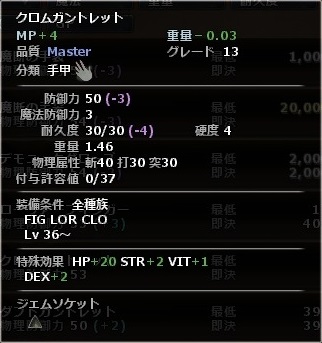 クロムガントレット
MP+4 重量－0.03
品質 Master グレード 13
分類 手甲
防御力 50 (-3)
魔法防御力 3
耐久度 30/30 (-4) 硬度 4
重量 1.46
物理属性 斬40 打30 突30
付与許容値 0/37
装備条件 全種族
FIG LOR CLO
Lv 36～
特殊効果 HP+20 STR+2 VIT+1
DEX+2
ジェムソケット